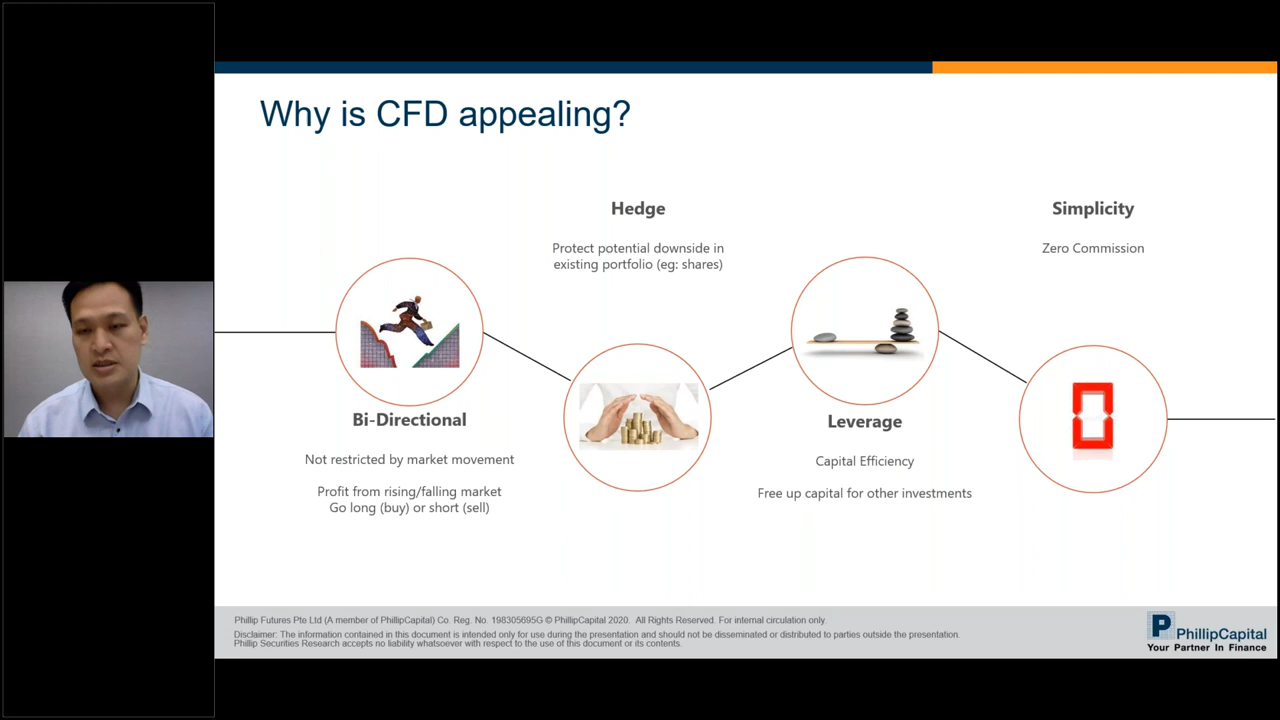 Why is CFD appealing?
Hedge
Protect potential downside in
existing portfolio (eg: shares)
Simplicity
Zero Commission
Bi-Directional
Not restricted by market movement
Profit from rising/falling market
Go long (buy) or short (sell)
Leverage
Capital Efficiency
Free up capital for other investments
0
Phillip Futures Pte Ltd (A member of PhillipCapital) Co. Reg. No. 198305695G © PhillipCapital 2020. All Rights Reserved. For internal circulation only.
Disclaimer: The information contained in this document is intended only for use during the presentation and should not be disseminated or distributed to parties outside the presentation.
Phillip Securities Research accepts no liability whatsoever with respect to the use of this document or its contents.
P PhillipCapital
Your Partner In Finance